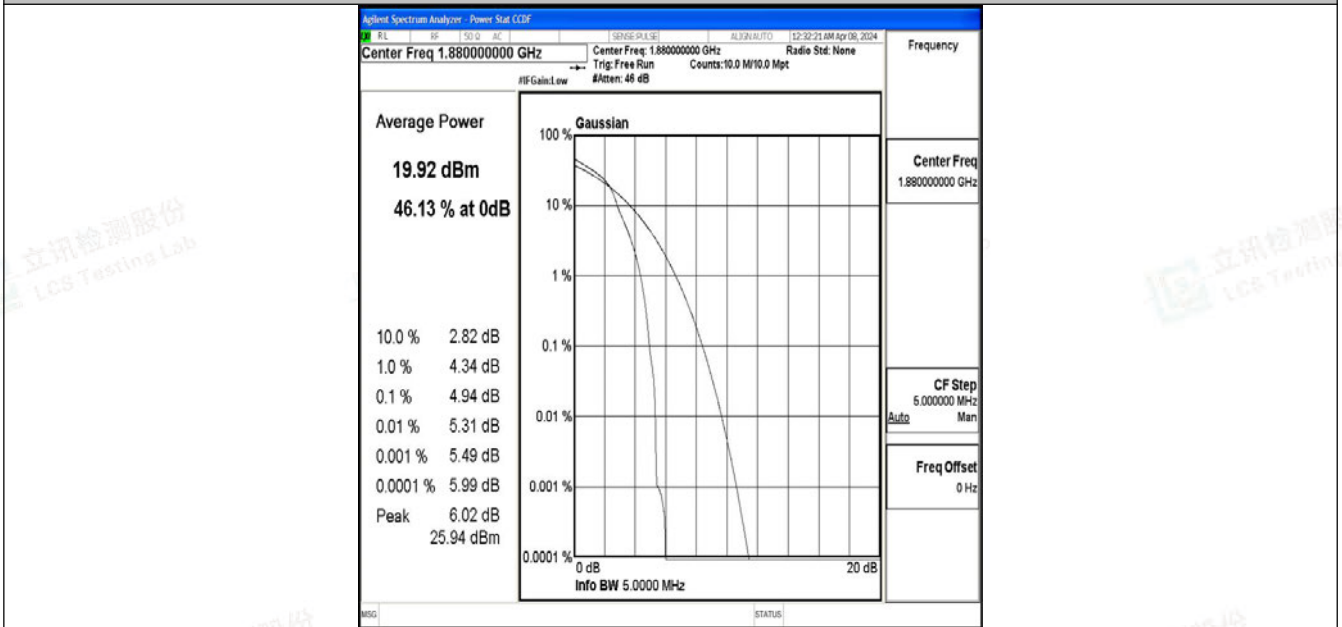 Agilent Spectrum Analyzer - Power Stat CCDF
RL RF 50 Ω AC SENSE:PULSE ALIGNAUTO 12:32:21 AM Apr 08, 2024
Center Freq 1.880000000 GHz
Center Freq: 1.880000000 GHz Radio Std: None
Trig: Free Run Counts:10.0 M/10.0 Mpt
#IFGain:Low #Atten: 46 dB
Frequency
Average Power
19.92 dBm
46.13 % at 0dB
10.0 % 2.82 dB
1.0 % 4.34 dB
0.1 % 4.94 dB
0.01 % 5.31 dB
0.001 % 5.49 dB
0.0001 % 5.99 dB
Peak 6.02 dB
25.94 dBm
Gaussian
100 %
10 %
1 %
0.1 %
0.01 %
0.001 %
0.0001 %
0 dB 20 dB
Info BW 5.0000 MHz
Center Freq
1.880000000 GHz
CF Step
5.000000 MHz
Auto Man
Freq Offset
0 Hz
MSG STATUS
立讯检测股份
LCS Testing Lab
立讯检测股
LCS Testing